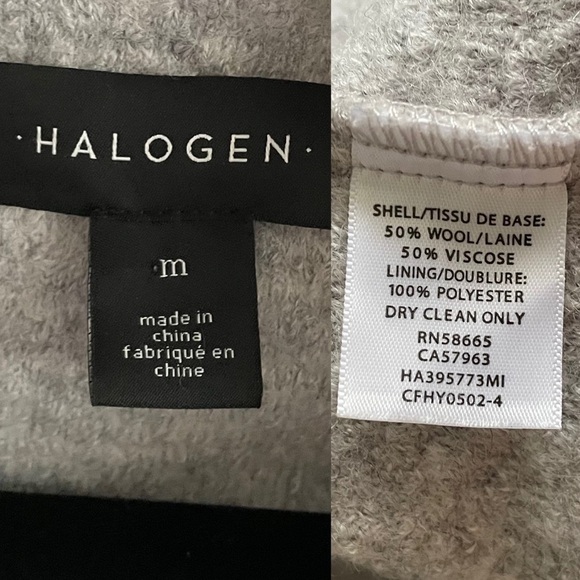 ·HALOGEN·
m
made in
china
fabriqué en
chine
SHELL/TISSU DE BASE:
50% WOOL/LAINE
50% VISCOSE
LINING/DOUBLURE:
100% POLYESTER
DRY CLEAN ONLY
RN58665
CA57963
HA395773MI
CFHY0502-4